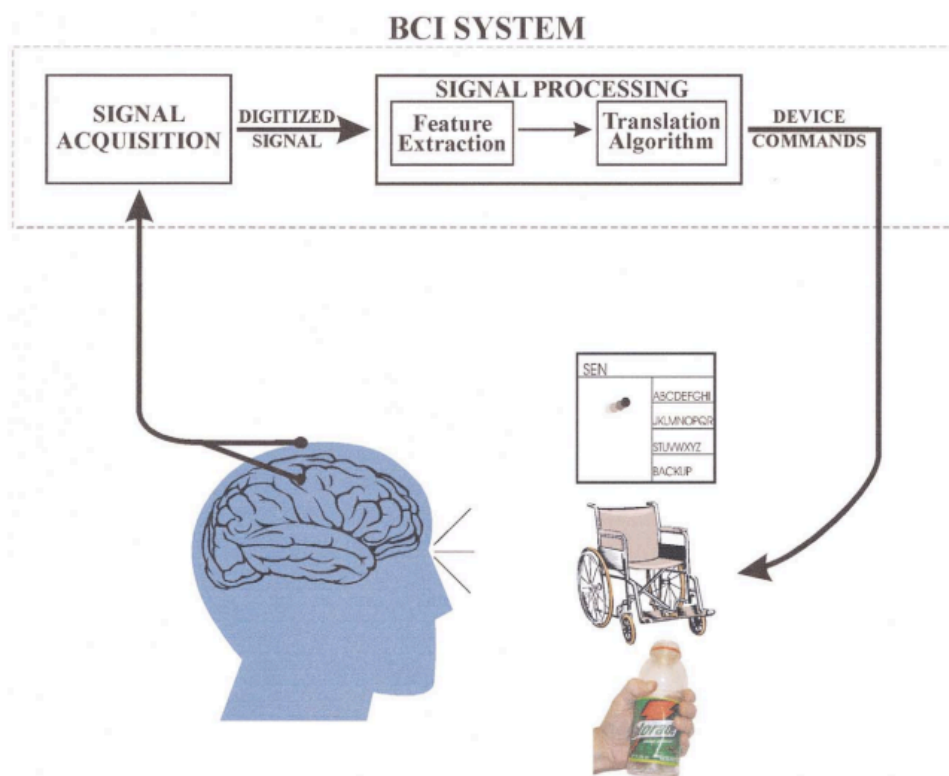 BCI SYSTEM
SIGNAL
ACQUISITION
DIGITIZED
SIGNAL
SIGNAL PROCESSING
Feature
Extraction
Translation
Algorithm
DEVICE
COMMANDS
SEN
ABCDEFGHI
JKLMNOPQR
STUVWXYZ
BACKUP